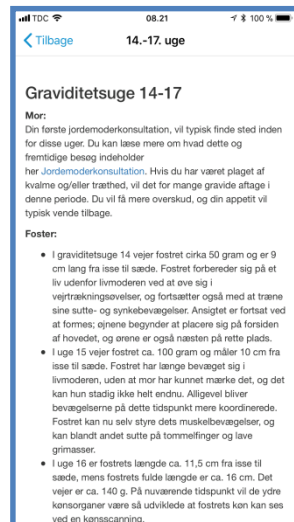 TDC 08.21 100 %
Tilbage 14.-17. uge
Graviditetsuge 14-17
Mor:
Din første jordemoderkonsultation, vil typisk finde sted inden
for disse uger. Du kan læse mere om hvad dette og
fremtidige besøg indeholder
her Jordemoderkonsultation. Hvis du har været plaget af
kvalme og/eller træthed, vil det for mange gravide aftage i
denne periode. Du vil få mere overskud, og din appetit vil
typisk vende tilbage.
Foster:
• I graviditetsuge 14 vejer fostret cirka 50 gram og er 9
cm lang fra isse til sæde. Fostret forbereder sig på et
liv udenfor livmoderen ved at øve sig i
vejrtrækningsøvelser, og fortsætter også med at træne
sine sutte- og synkebevægelser. Ansigtet er fortsat ved
at formes; øjnene begynder at placere sig på forsiden
af hovedet, og ørene er også næsten på rette plads.
• I uge 15 vejer fostret ca. 100 gram og måler 10 cm fra
isse til sæde. Fostret har længe bevæget sig i
livmoderen, uden at mor har kunnet mærke det, og det
kan hun stadig ikke helt endnu. Alligevel bliver
bevægelserne på dette tidspunkt mere koordinerede.
Fostret kan nu selv styre dets muskelbevægelser, og
kan blandt andet sutte på tommelfinger og lave
grimasser.
• I uge 16 er fostrets længde ca. 11,5 cm fra isse til
sæde, mens fostrets fulde længde er ca. 16 cm. Det
vejer er ca. 140 g. På nuværende tidspunkt vil de ydre
kønsorganer være så udviklede at fostrets køn kan ses
ved en kønsscanning.